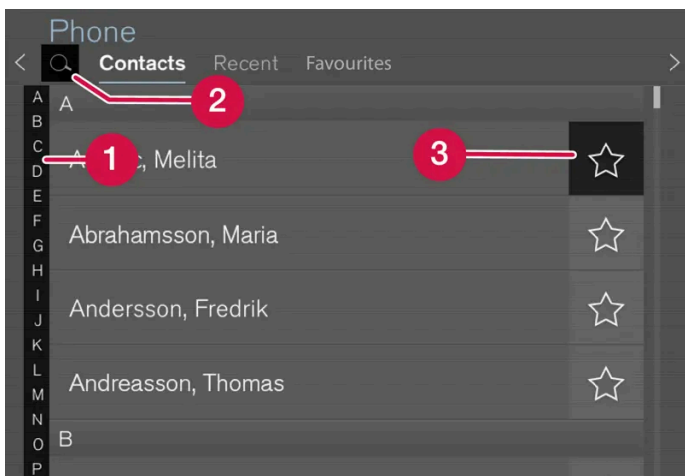 Phone
Contacts Recent Favourites
2
A
B
C
D
E
F
G
H
I
J
K
L
M
N
O
P
A
1
, Melita
3
Abrahamsson, Maria
Andersson, Fredrik
Andreasson, Thomas
B